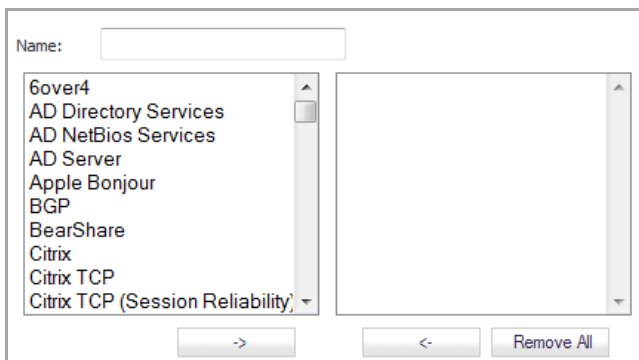 Name:
6over4
AD Directory Services
AD NetBios Services
AD Server
Apple Bonjour
BGP
BearShare
Citrix
Citrix TCP
Citrix TCP (Session Reliability)
->
<-
Remove All